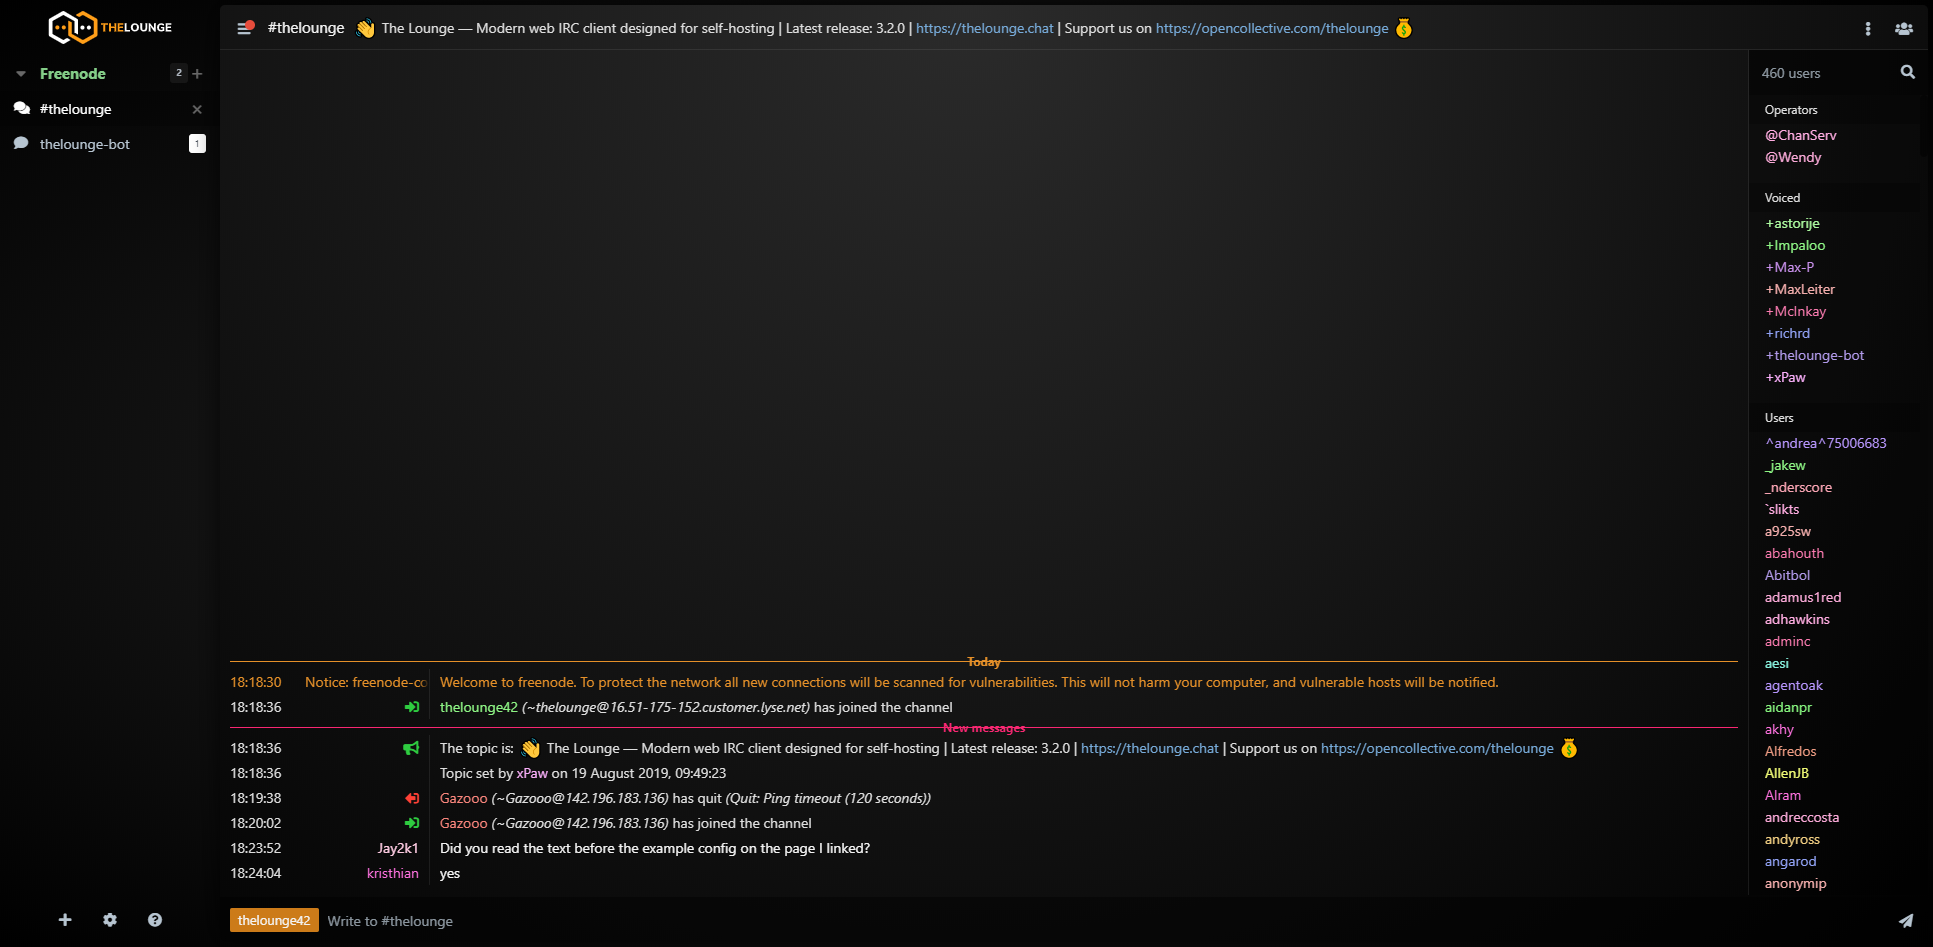 THELOUNGE
Freenode 2
#thelounge
thelounge-bot 1
#thelounge 👋 The Lounge — Modern web IRC client designed for self-hosting | Latest release: 3.2.0 | https://thelounge.chat | Support us on https://opencollective.com/thelounge 💰
Today
18:18:30 Notice: freenode-co Welcome to freenode. To protect the network all new connections will be scanned for vulnerabilities. This will not harm your computer, and vulnerable hosts will be notified.
18:18:36 thelounge42 (~thelounge@16.51-175-152.customer.lyse.net) has joined the channel
New messages
18:18:36 The topic is: 👋 The Lounge — Modern web IRC client designed for self-hosting | Latest release: 3.2.0 | https://thelounge.chat | Support us on https://opencollective.com/thelounge 💰
18:18:36 Topic set by xPaw on 19 August 2019, 09:49:23
18:19:38 Gazooo (~Gazooo@142.196.183.136) has quit (Quit: Ping timeout (120 seconds))
18:20:02 Gazooo (~Gazooo@142.196.183.136) has joined the channel
18:23:52 Jay2k1 Did you read the text before the example config on the page I linked?
18:24:04 kristhian yes
thelounge42 Write to #thelounge
460 users
Operators
@ChanServ
@Wendy
Voiced
+astorije
+Impaloo
+Max-P
+MaxLeiter
+McInkay
+richrd
+thelounge-bot
+xPaw
Users
^andrea^75006683
_jakew
_nderscore
`slikts
a925sw
abahouth
Abitbol
adamus1red
adhawkins
adminc
aesi
agentoak
aidanpr
akhy
Alfredos
AllenJB
Alram
andreccosta
andyross
angarod
anonymip